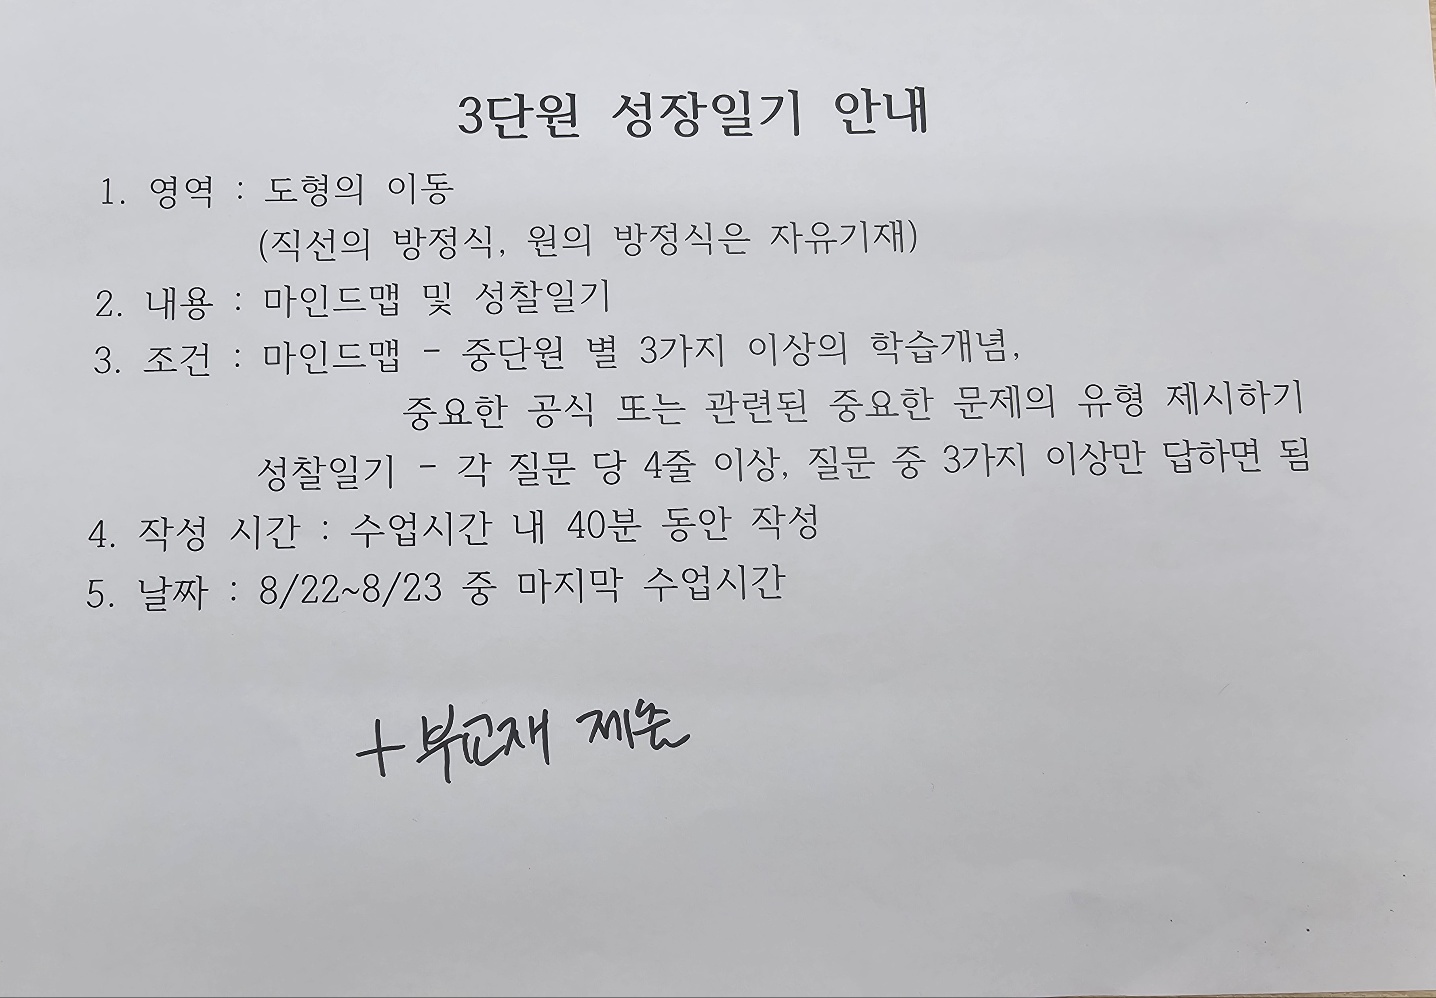 3단원 성장일기 안내
1. 영역 : 도형의 이동
(직선의 방정식, 원의 방정식은 자유기재)
2. 내용 : 마인드맵 및 성찰일기
3. 조건 : 마인드맵 - 중단원 별 3가지 이상의 학습개념,
중요한 공식 또는 관련된 중요한 문제의 유형 제시하기
성찰일기 - 각 질문 당 4줄 이상, 질문 중 3가지 이상만 답하면 됨
4. 작성 시간 : 수업시간 내 40분 동안 작성
5. 날짜 : 8/22~8/23 중 마지막 수업시간
+ 부교재